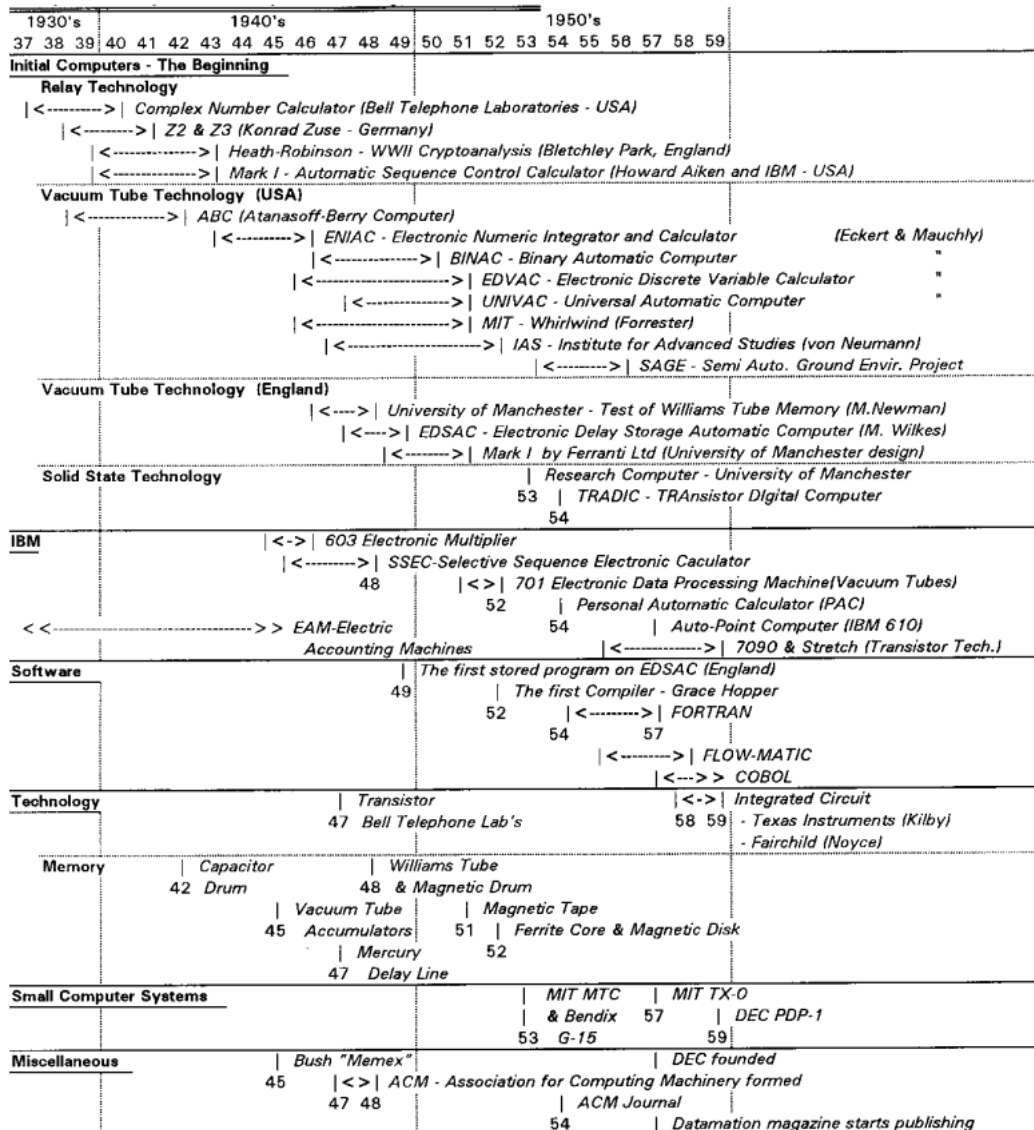 1930's 1940's 1950's
37 38 39 40 41 42 43 44 45 46 47 48 49 50 51 52 53 54 55 56 57 58 59
Initial Computers - The Beginning
Relay Technology
|<---------->| Complex Number Calculator (Bell Telephone Laboratories - USA)
|<--------->| Z2 & Z3 (Konrad Zuse - Germany)
|<------------->| Heath-Robinson - WWII Cryptoanalysis (Bletchley Park, England)
|<------------->| Mark I - Automatic Sequence Control Calculator (Howard Aiken and IBM - USA)
Vacuum Tube Technology (USA)
|<------------->| ABC (Atanasoff-Berry Computer)
|<---------->| ENIAC - Electronic Numeric Integrator and Calculator (Eckert & Mauchly)
|<------------->| BINAC - Binary Automatic Computer "
|<------------------>| EDVAC - Electronic Discrete Variable Calculator "
|<------------->| UNIVAC - Universal Automatic Computer "
|<------------------>| MIT - Whirlwind (Forrester)
|<------------------>| IAS - Institute for Advanced Studies (von Neumann)
|<--------->| SAGE - Semi Auto. Ground Envir. Project
Vacuum Tube Technology (England)
|<---->| University of Manchester - Test of Williams Tube Memory (M.Newman)
|<---->| EDSAC - Electronic Delay Storage Automatic Computer (M. Wilkes)
|<-------->| Mark I by Ferranti Ltd (University of Manchester design)
Solid State Technology | Research Computer - University of Manchester
53 | TRADIC - TRAnsistor DIgital Computer
54
IBM |<->| 603 Electronic Multiplier
|<-------->| SSEC-Selective Sequence Electronic Caculator
48 |<>| 701 Electronic Data Processing Machine(Vacuum Tubes)
52 | Personal Automatic Calculator (PAC)
<<----------------------------->> EAM-Electric 54 | Auto-Point Computer (IBM 610)
Accounting Machines |<------------->| 7090 & Stretch (Transistor Tech.)
Software | The first stored program on EDSAC (England)
49 | The first Compiler - Grace Hopper
52 |<--------->| FORTRAN
54 57
|<--------->| FLOW-MATIC
|<--->> COBOL
Technology | Transistor |<->| Integrated Circuit
47 Bell Telephone Lab's 58 59 - Texas Instruments (Kilby)
- Fairchild (Noyce)
Memory | Capacitor | Williams Tube
42 Drum 48 & Magnetic Drum
| Vacuum Tube | Magnetic Tape
45 Accumulators 51 | Ferrite Core & Magnetic Disk
| Mercury 52
47 Delay Line
Small Computer Systems | MIT MTC | MIT TX-0
| & Bendix 57 | DEC PDP-1
53 G-15 59
Miscellaneous | Bush "Memex" | DEC founded
45 |<>| ACM - Association for Computing Machinery formed
47 48 | ACM Journal
54 | Datamation magazine starts publishing